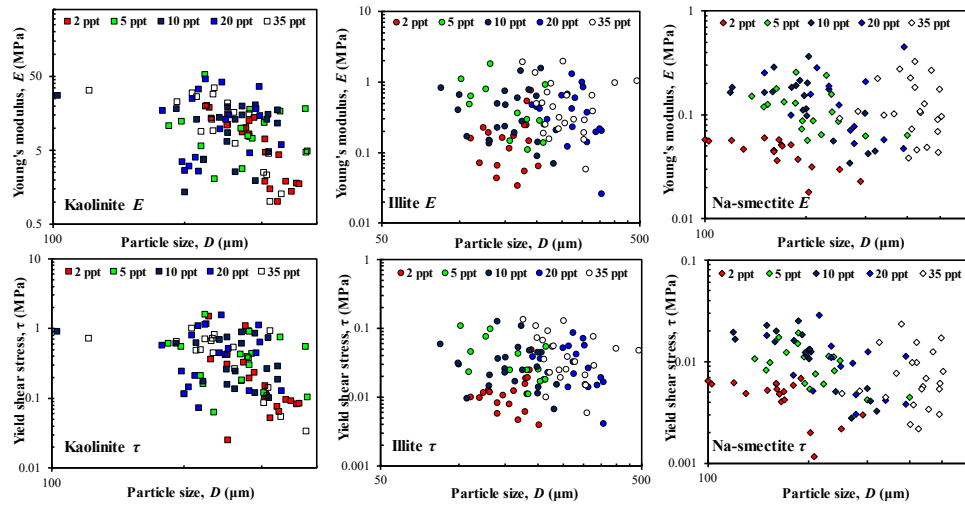 2 ppt 5 ppt 10 ppt 20 ppt 35 ppt
50
5
0.5
100
Young's modulus, E (MPa)
Particle size, D (µm)
Kaolinite E
2 ppt 5 ppt 10 ppt 20 ppt 35 ppt
10
1
0.1
0.01
50
500
Young's modulus, E (MPa)
Particle size, D (µm)
Illite E
2 ppt 5 ppt 10 ppt 20 ppt 35 ppt
1
0.1
0.01
100
Young's modulus, E (MPa)
Particle size, D (µm)
Na-smectite E
2 ppt 5 ppt 10 ppt 20 ppt 35 ppt
10
1
0.1
0.01
100
Yield shear stress, τ (MPa)
Particle size, D (µm)
Kaolinite τ
2 ppt 5 ppt 10 ppt 20 ppt 35 ppt
1
0.1
0.01
0.001
50
500
Yield shear stress, τ (MPa)
Particle size, D (µm)
Illite τ
2 ppt 5 ppt 10 ppt 20 ppt 35 ppt
0.1
0.01
0.001
100
Yield shear stress, τ (MPa)
Particle size, D (µm)
Na-smectite τ